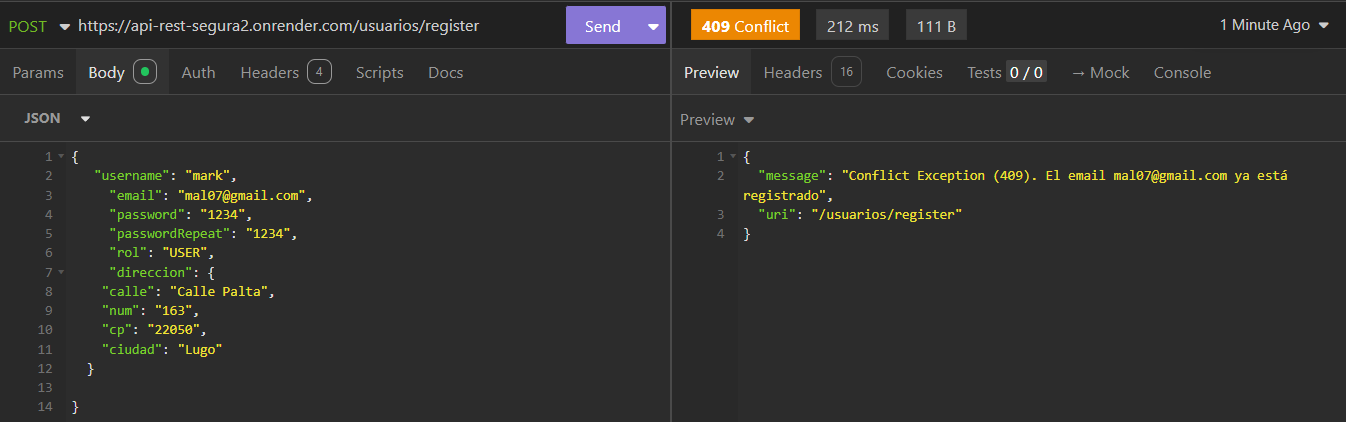 POST https://api-rest-segura2.onrender.com/usuarios/register Send
409 Conflict 212 ms 111 B 1 Minute Ago
Params Body Auth Headers 4 Scripts Docs
Preview Headers 16 Cookies Tests 0 / 0 → Mock Console
JSON
Preview
1 {
2 "username": "mark",
3 "email": "mal07@gmail.com",
4 "password": "1234",
5 "passwordRepeat": "1234",
6 "rol": "USER",
7 "direccion": {
8 "calle": "Calle Palta",
9 "num": "163",
10 "cp": "22050",
11 "ciudad": "Lugo"
12 }
13
14 }
1 {
2 "message": "Conflict Exception (409). El email mal07@gmail.com ya está
registrado",
3 "uri": "/usuarios/register"
4 }